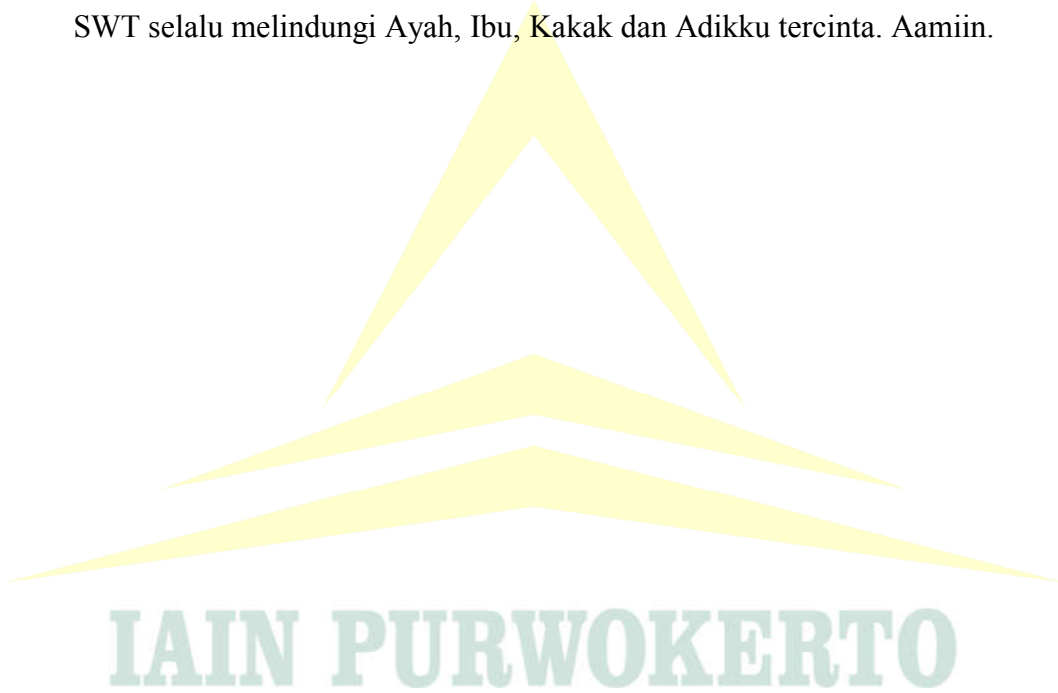 SWT selalu melindungi Ayah, Ibu, Kakak dan Adikku tercinta. Aamiin.
IAIN PURWOKERTO